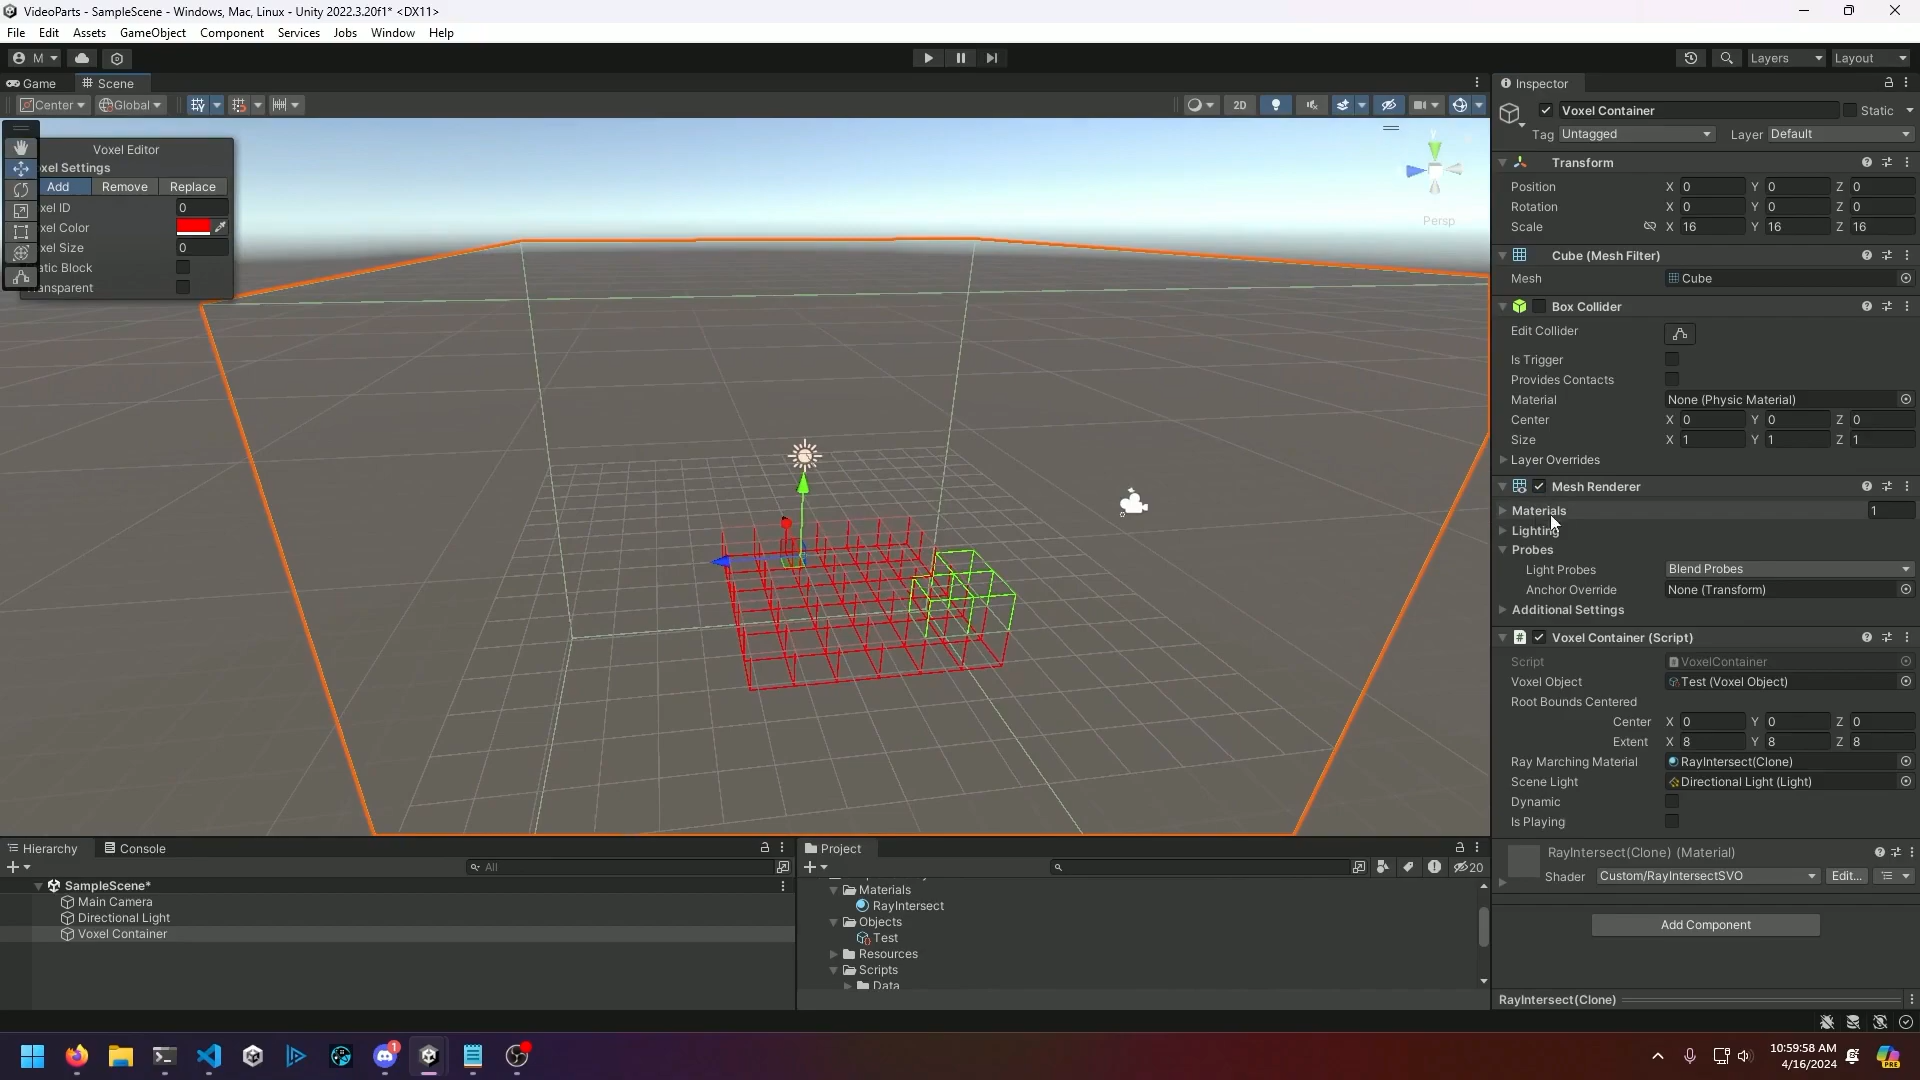 VideoParts - SampleScene - Windows, Mac, Linux - Unity 2022.3.20f1* <DX11>
File Edit Assets GameObject Component Services Jobs Window Help
M
Layers Layout
Game Scene
Center Global
2D
Voxel Editor
oxel Settings
Add Remove Replace
xel ID 0
xel Color
xel Size 0
atic Block
ansparent
y
Persp
Inspector
Voxel Container Static
Tag Untagged Layer Default
Transform
Position X 0 Y 0 Z 0
Rotation X 0 Y 0 Z 0
Scale X 16 Y 16 Z 16
Cube (Mesh Filter)
Mesh Cube
Box Collider
Edit Collider
Is Trigger
Provides Contacts
Material None (Physic Material)
Center X 0 Y 0 Z 0
Size X 1 Y 1 Z 1
Layer Overrides
Mesh Renderer
Materials 1
Lighting
Probes
Light Probes Blend Probes
Anchor Override None (Transform)
Additional Settings
# Voxel Container (Script)
Script VoxelContainer
Voxel Object Test (Voxel Object)
Root Bounds Centered
Center X 0 Y 0 Z 0
Extent X 8 Y 8 Z 8
Ray Marching Material RayIntersect(Clone)
Scene Light Directional Light (Light)
Dynamic
Is Playing
RayIntersect(Clone) (Material)
Shader Custom/RayIntersectSVO Edit...
Add Component
RayIntersect(Clone)
Hierarchy Console
All
SampleScene*
Main Camera
Directional Light
Voxel Container
Project
20
Materials
RayIntersect
Objects
Test
Resources
Scripts
Data
1
10:59:58 AM
4/16/2024
PRE